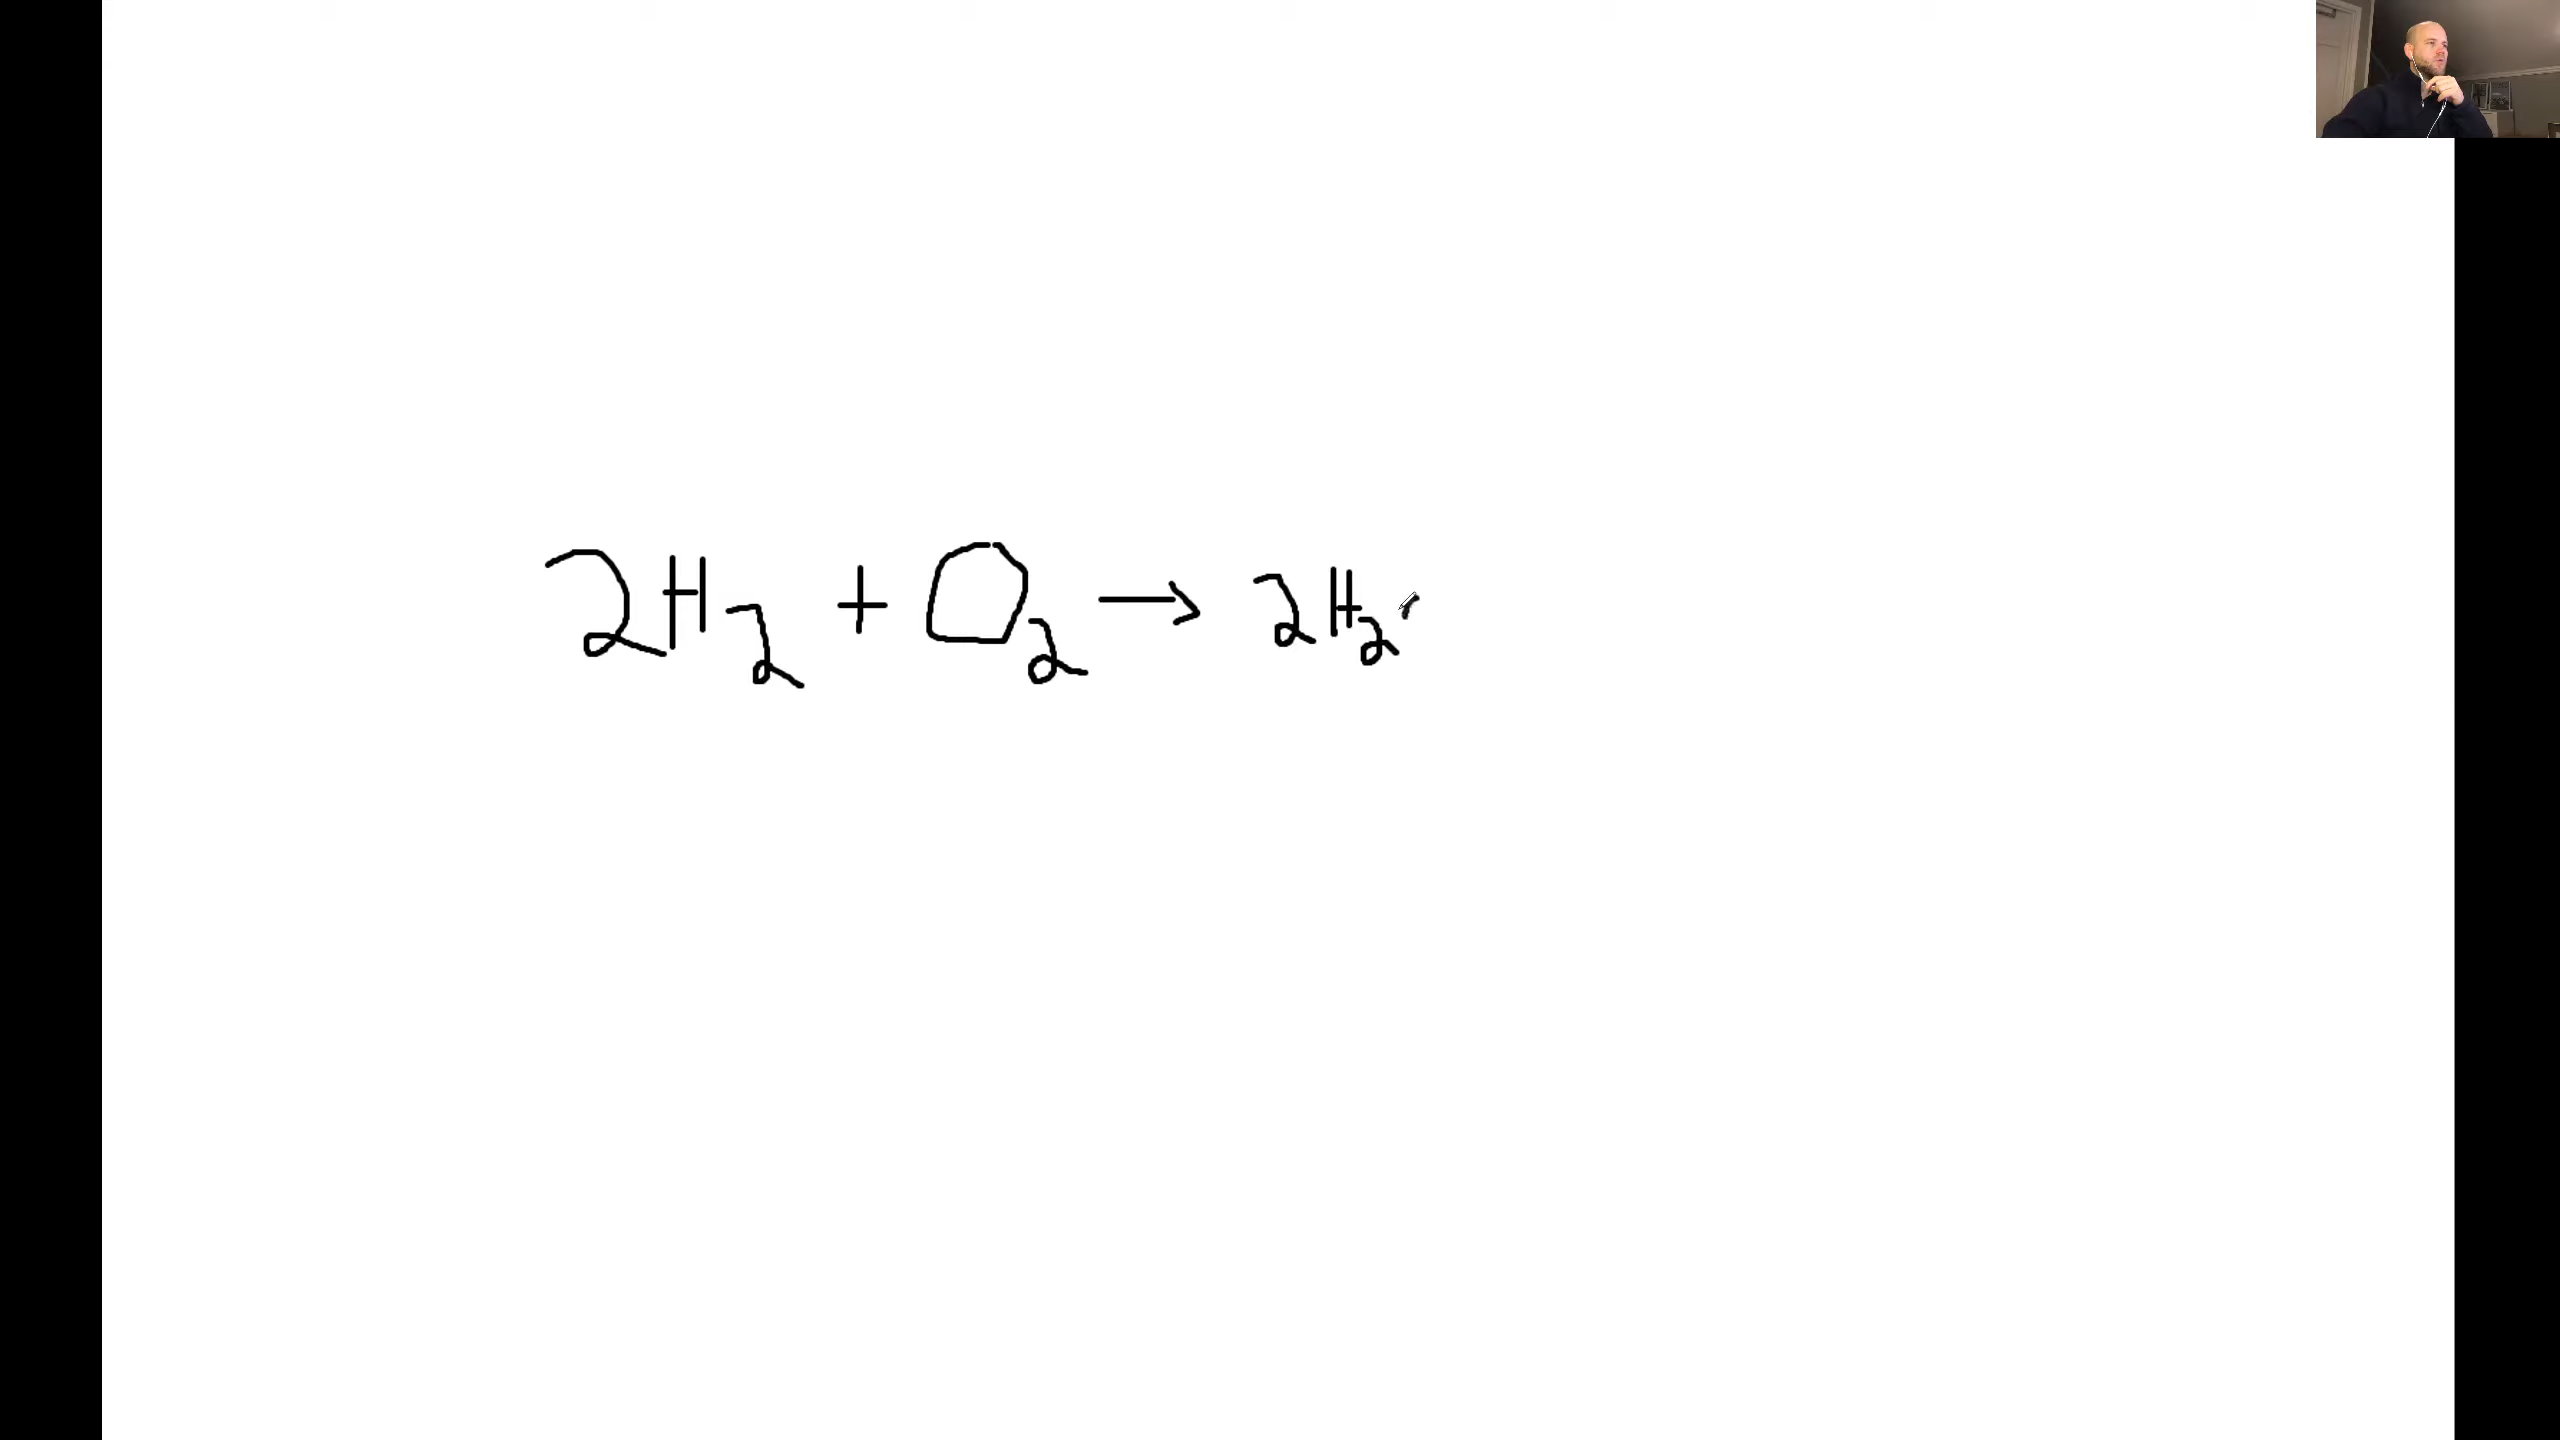 2H₂ + O₂ → 2H₂